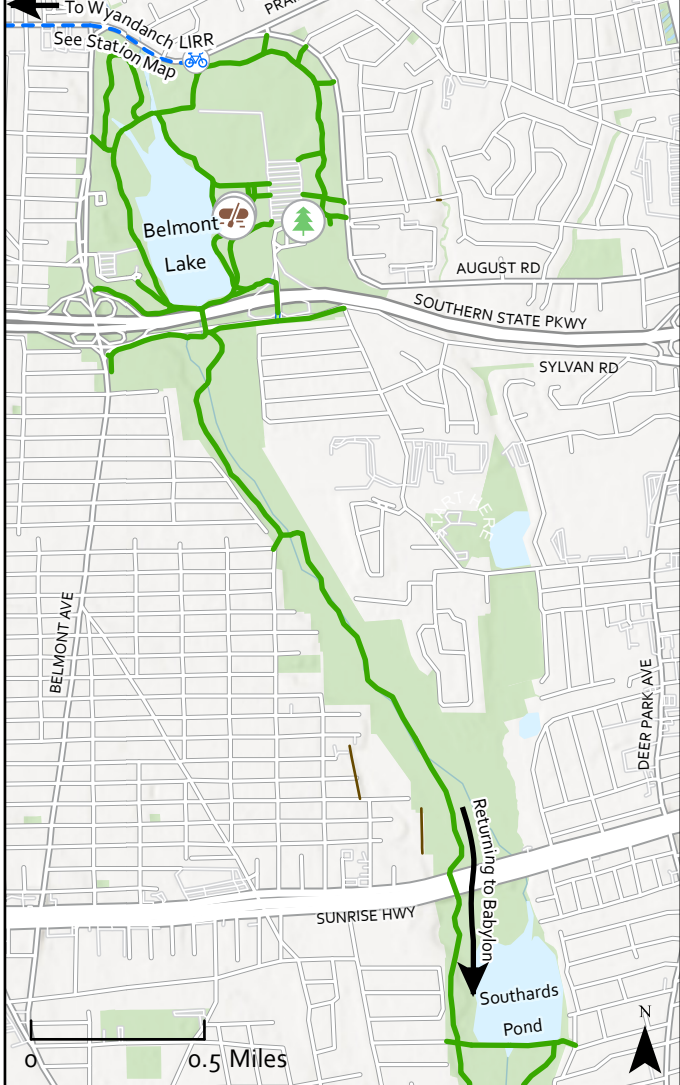 To Wyandanch LIRR
See Station Map
PRAI
Belmont
Lake
AUGUST RD
SOUTHERN STATE PKWY
SYLVAN RD
START HERE
BELMONT AVE
DEER PARK AVE
Returning to Babylon
SUNRISE HWY
Southards
Pond
N
0 0.5 Miles